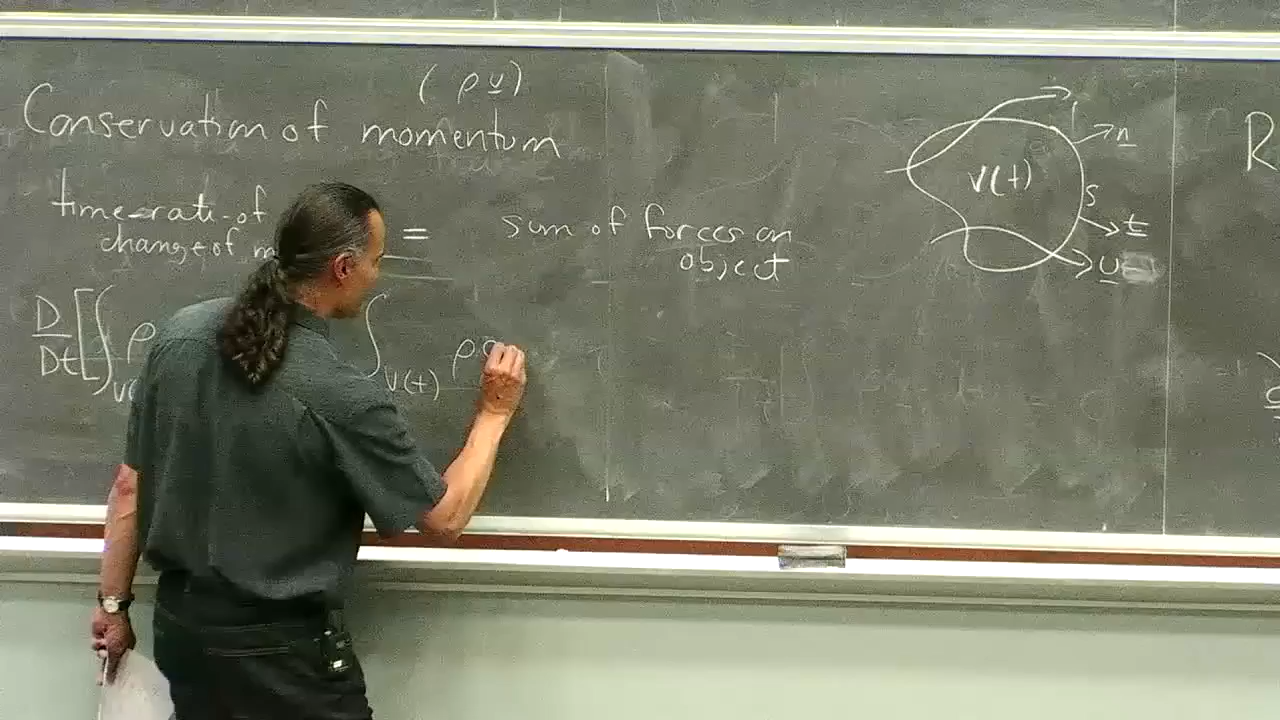 (ρu)
Conservation of momentum
time-rate-of
change of
= sum of forces on
object
D/Dt [∫V( ρ ∫V(t) ρ
V(t)
n
s
t
u
R